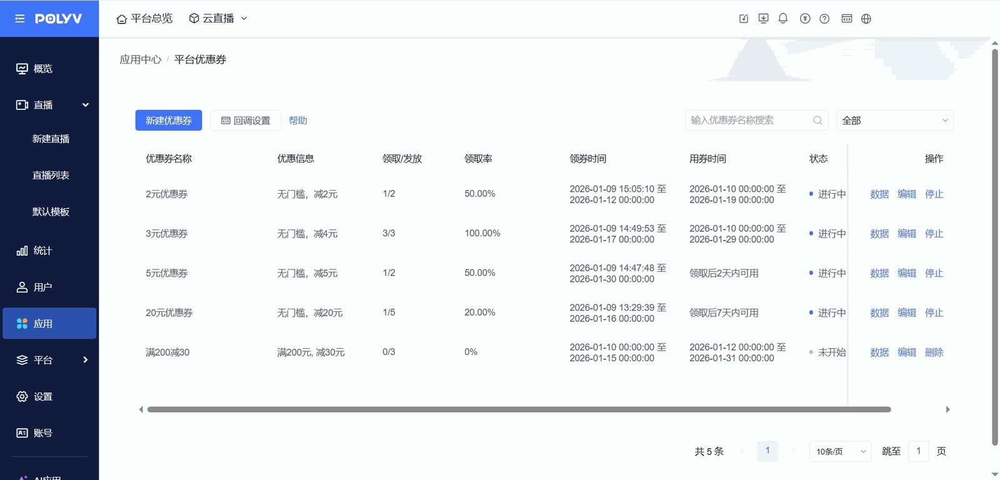 POLYV
平台总览
云直播
概览
直播
新建直播
直播列表
默认模板
统计
用户
应用
平台
设置
账号
AI应用
应用中心 / 平台优惠券
新建优惠券
回调设置
帮助
输入优惠券名称搜索
全部
优惠券名称 优惠信息 领取/发放 领取率 领券时间 用券时间 状态 操作
2元优惠券 无门槛，减2元 1/2 50.00% 2026-01-09 15:05:10 至 2026-01-12 00:00:00 2026-01-10 00:00:00 至 2026-01-19 00:00:00 进行中 数据 编辑 停止
3元优惠券 无门槛，减4元 3/3 100.00% 2026-01-09 14:49:53 至 2026-01-17 00:00:00 2026-01-10 00:00:00 至 2026-01-29 00:00:00 进行中 数据 编辑 停止
5元优惠券 无门槛，减5元 1/2 50.00% 2026-01-09 14:47:48 至 2026-01-30 00:00:00 领取后2天内可用 进行中 数据 编辑 停止
20元优惠券 无门槛，减20元 1/5 20.00% 2026-01-09 13:29:39 至 2026-01-16 00:00:00 领取后7天内可用 进行中 数据 编辑 停止
满200减30 满200元, 减30元 0/3 0% 2026-01-10 00:00:00 至 2026-01-15 00:00:00 2026-01-12 00:00:00 至 2026-01-31 00:00:00 未开始 数据 编辑 删除
共 5 条 1 10条/页 跳至 1 页